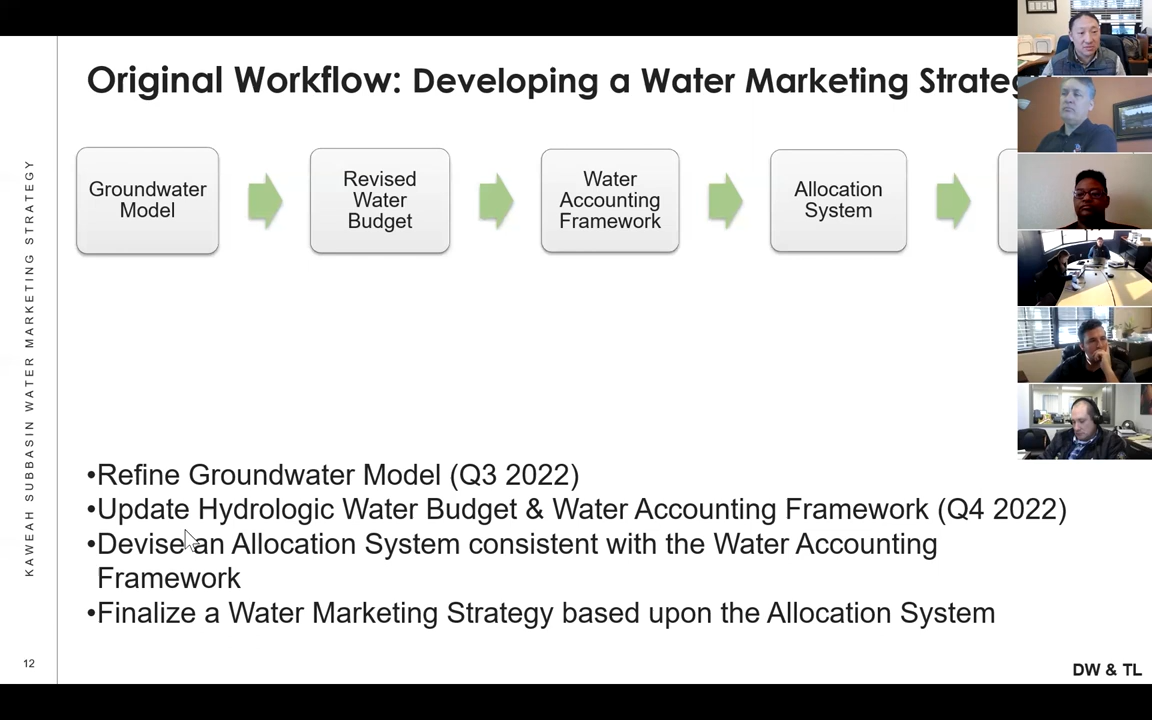 Original Workflow: Developing a Water Marketing Strateg
Groundwater
Model
Revised
Water
Budget
Water
Accounting
Framework
Allocation
System
•Refine Groundwater Model (Q3 2022)
•Update Hydrologic Water Budget & Water Accounting Framework (Q4 2022)
•Devise an Allocation System consistent with the Water Accounting
Framework
•Finalize a Water Marketing Strategy based upon the Allocation System
KAWEAH SUBBASIN WATER MARKETING STRATEGY
12
DW & TL